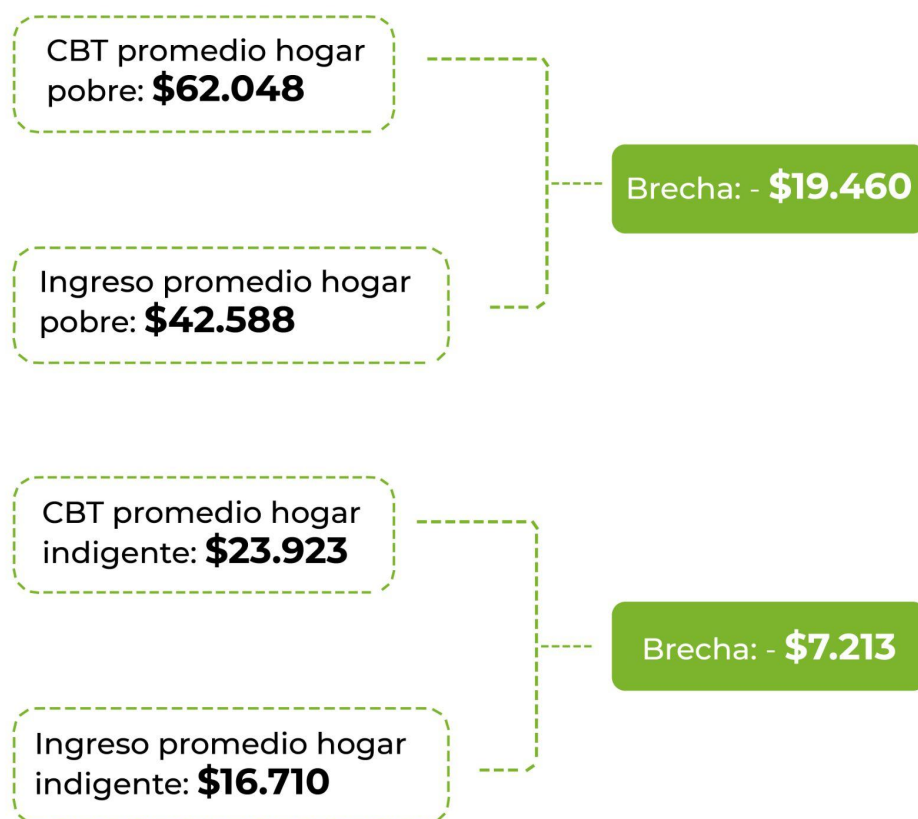 CBT promedio hogar
pobre: $62.048
Brecha: - $19.460
Ingreso promedio hogar
pobre: $42.588
CBT promedio hogar
indigente: $23.923
Brecha: - $7.213
Ingreso promedio hogar
indigente: $16.710